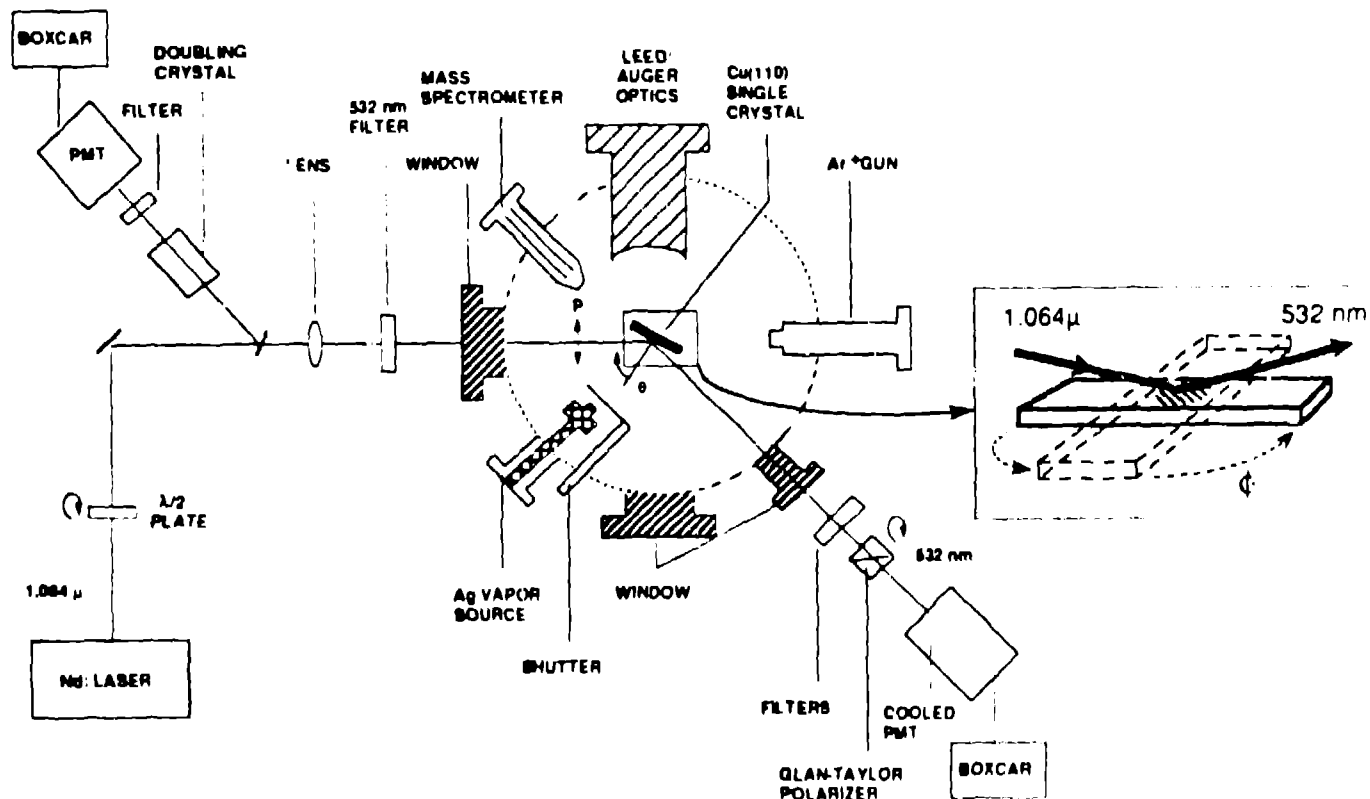 BOXCAR
DOUBLING
CRYSTAL
FILTER
PMT
532 nm
FILTER
'ENS
MASS
SPECTROMETER
WINDOW
LEED/
AUGER
OPTICS
Cu(110)
SINGLE
CRYSTAL
Ar+GUN
P
θ
1.064μ
532 nm
ϕ
λ/2
PLATE
1.064 μ
Nd: LASER
Ag VAPOR
SOURCE
SHUTTER
WINDOW
532 nm
FILTERS
COOLED
PMT
GLAN-TAYLOR
POLARIZER
BOXCAR